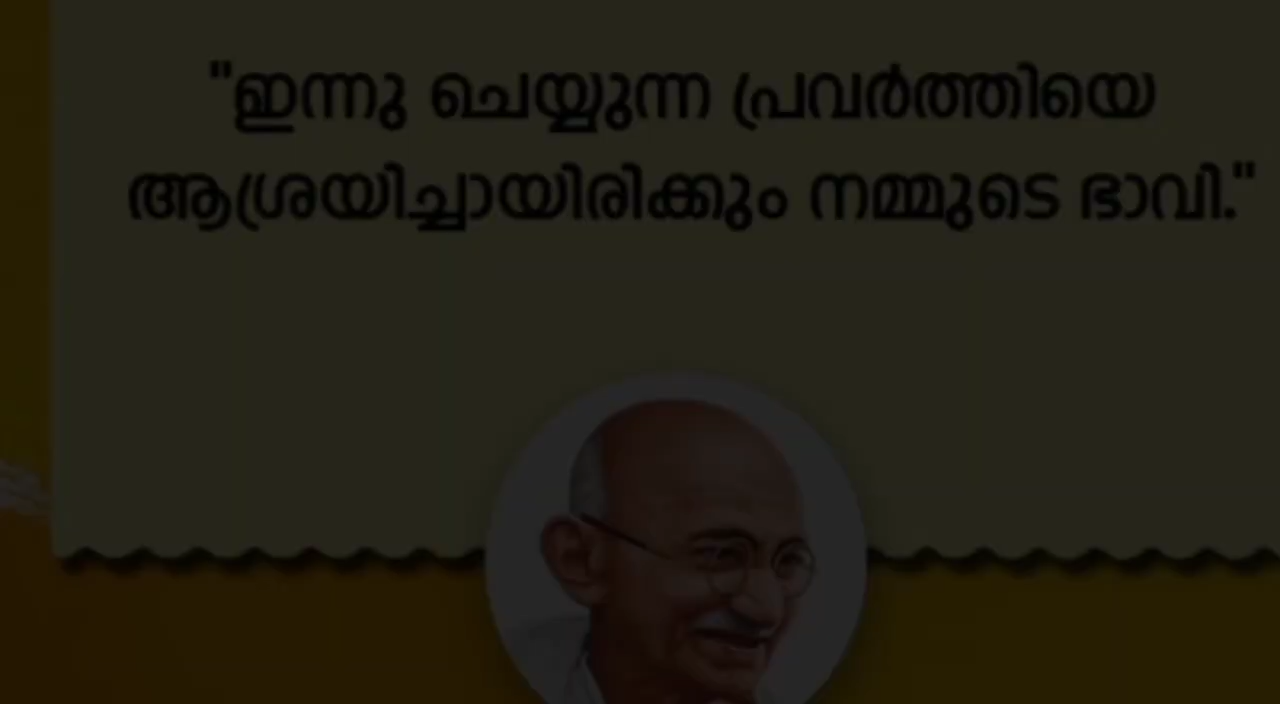 "ഇന്നു ചെയ്യുന്ന പ്രവർത്തിയെ
ആശ്രയിച്ചായിരിക്കും നമ്മുടെ ഭാവി."